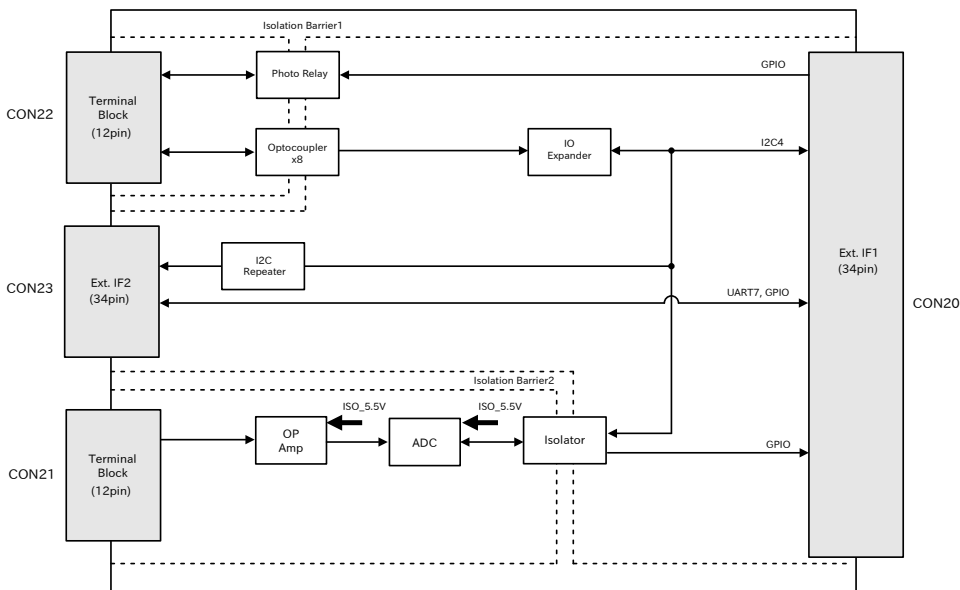 Isolation Barrier1
CON22
Terminal
Block
(12pin)
Photo Relay
GPIO
Optocoupler
x8
IO
Expander
I2C4
CON23
Ext. IF2
(34pin)
I2C
Repeater
UART7, GPIO
Ext. IF1
(34pin)
CON20
Isolation Barrier2
CON21
Terminal
Block
(12pin)
OP
Amp
ISO_5.5V
ADC
ISO_5.5V
Isolator
GPIO